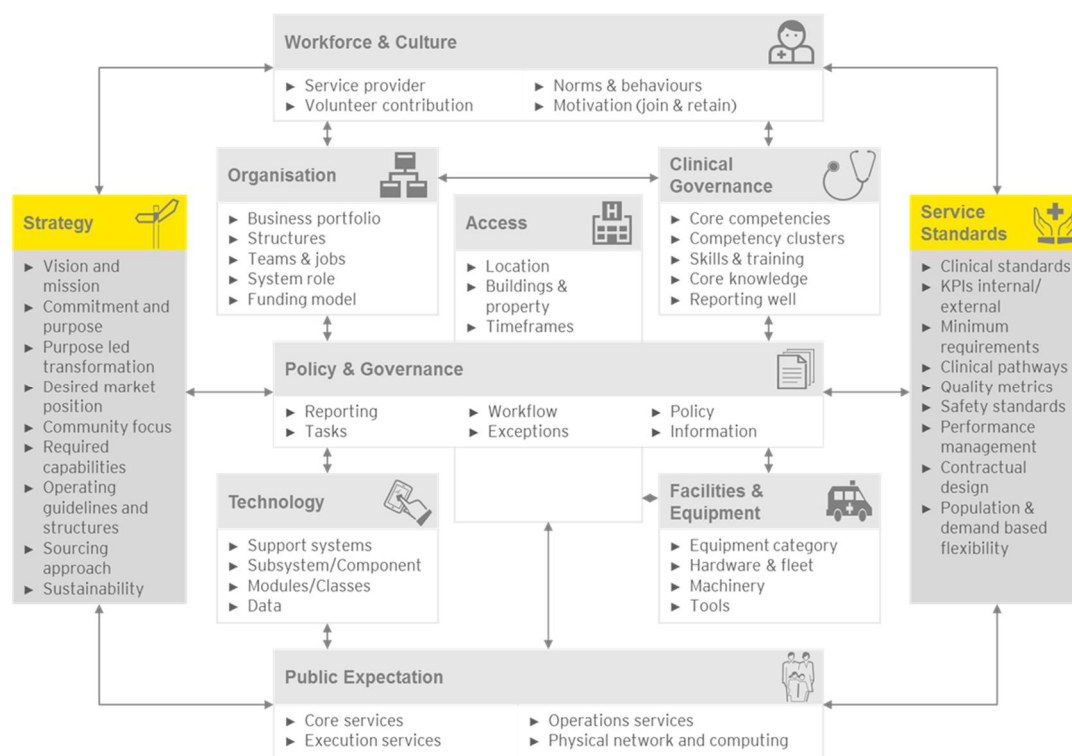 Workforce & Culture
► Service provider
► Volunteer contribution
► Norms & behaviours
► Motivation (join & retain)
Organisation
► Business portfolio
► Structures
► Teams & jobs
► System role
► Funding model
Clinical
Governance
► Core competencies
► Competency clusters
► Skills & training
► Core knowledge
► Reporting well
Strategy
► Vision and
mission
► Commitment and
purpose
► Purpose led
transformation
► Desired market
position
► Community focus
► Required
capabilities
► Operating
guidelines and
structures
► Sourcing
approach
► Sustainability
Access
H
► Location
► Buildings &
property
► Timeframes
Service
Standards
► Clinical standards
► KPIs internal/
external
► Minimum
requirements
► Clinical pathways
► Quality metrics
► Safety standards
► Performance
management
► Contractual
design
► Population &
demand based
flexibility
Policy & Governance
► Reporting
► Tasks
► Workflow
► Exceptions
► Policy
► Information
Technology
► Support systems
► Subsystem/Component
► Modules/Classes
► Data
Facilities &
Equipment
► Equipment category
► Hardware & fleet
► Machinery
► Tools
Public Expectation
► Core services
► Execution services
► Operations services
► Physical network and computing